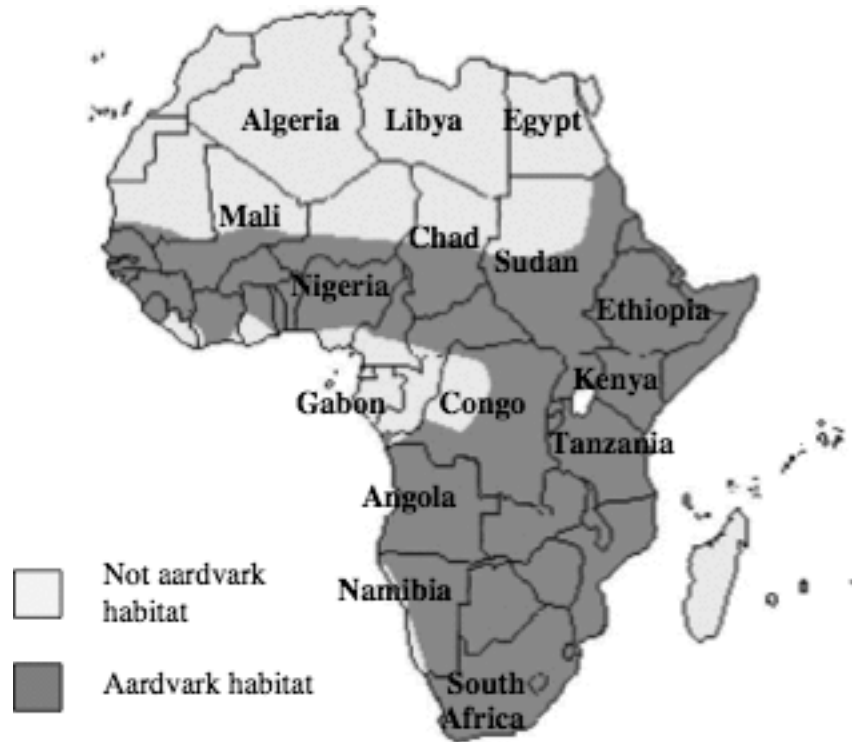 Algeria
Libya
Egypt
Mali
Chad
Sudan
Nigeria
Ethiopia
Kenya
Gabon
Congo
Tanzania
Angola
Not aardvark
habitat
Namibia
Aardvark habitat
South
Africa